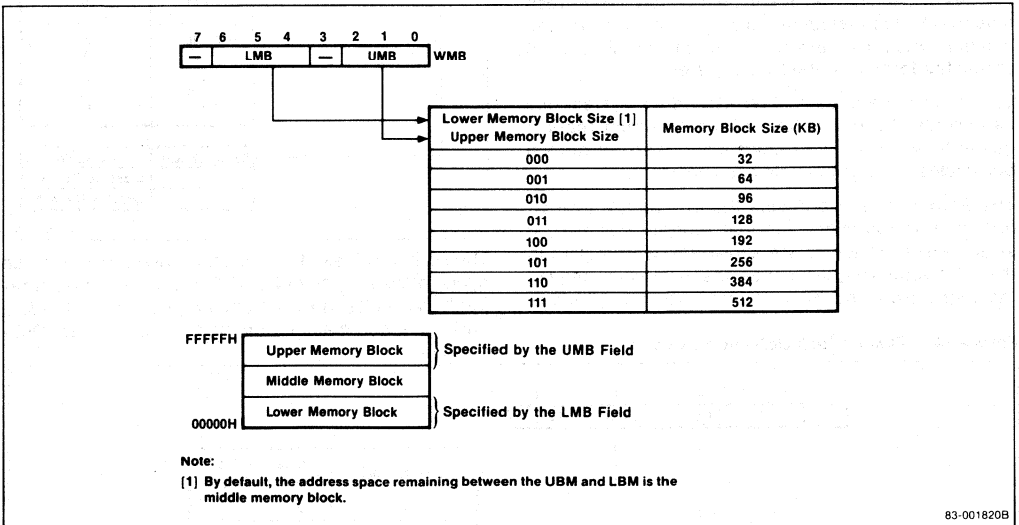 7 6 5 4 3 2 1 0
— LMB — UMB WMB
Lower Memory Block Size [1]
Upper Memory Block Size
Memory Block Size (KB)
000 32
001 64
010 96
011 128
100 192
101 256
110 384
111 512
FFFFFH
Upper Memory Block
Specified by the UMB Field
Middle Memory Block
Lower Memory Block
Specified by the LMB Field
00000H
Note:
[1] By default, the address space remaining between the UBM and LBM is the
middle memory block.
83-001820B